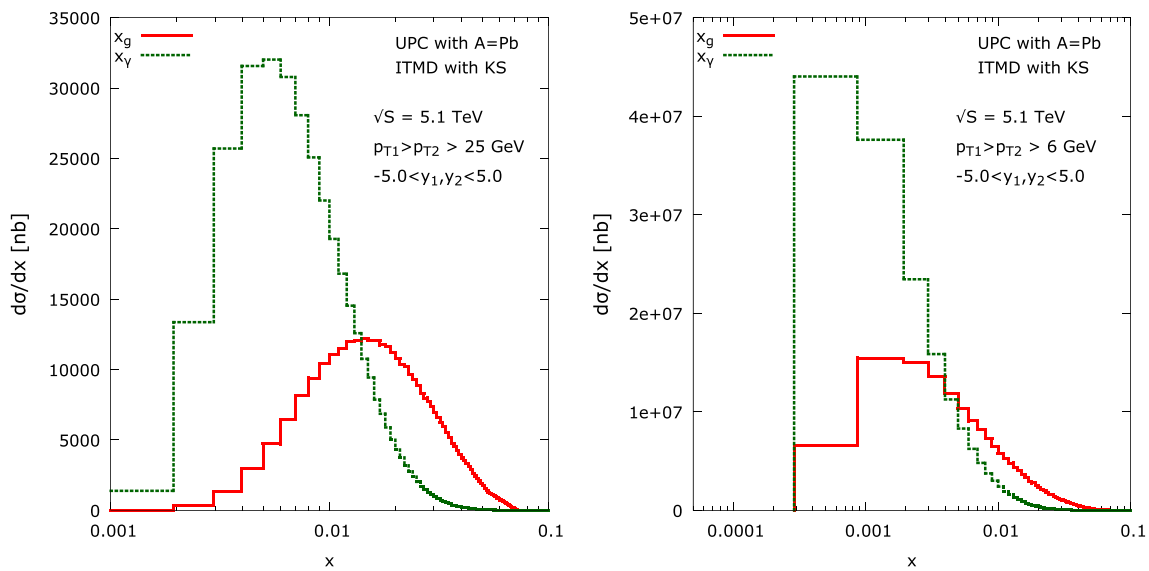 35000
30000
25000
20000
15000
10000
5000
0
dσ/dx [nb]
x_g
x_γ
UPC with A=Pb
ITMD with KS
√S = 5.1 TeV
p_T1>p_T2 > 25 GeV
-5.0<y_1,y_2<5.0
0.001
0.01
0.1
x
5e+07
4e+07
3e+07
2e+07
1e+07
0
dσ/dx [nb]
x_g
x_γ
UPC with A=Pb
ITMD with KS
√S = 5.1 TeV
p_T1>p_T2 > 6 GeV
-5.0<y_1,y_2<5.0
0.0001
0.001
0.01
0.1
x